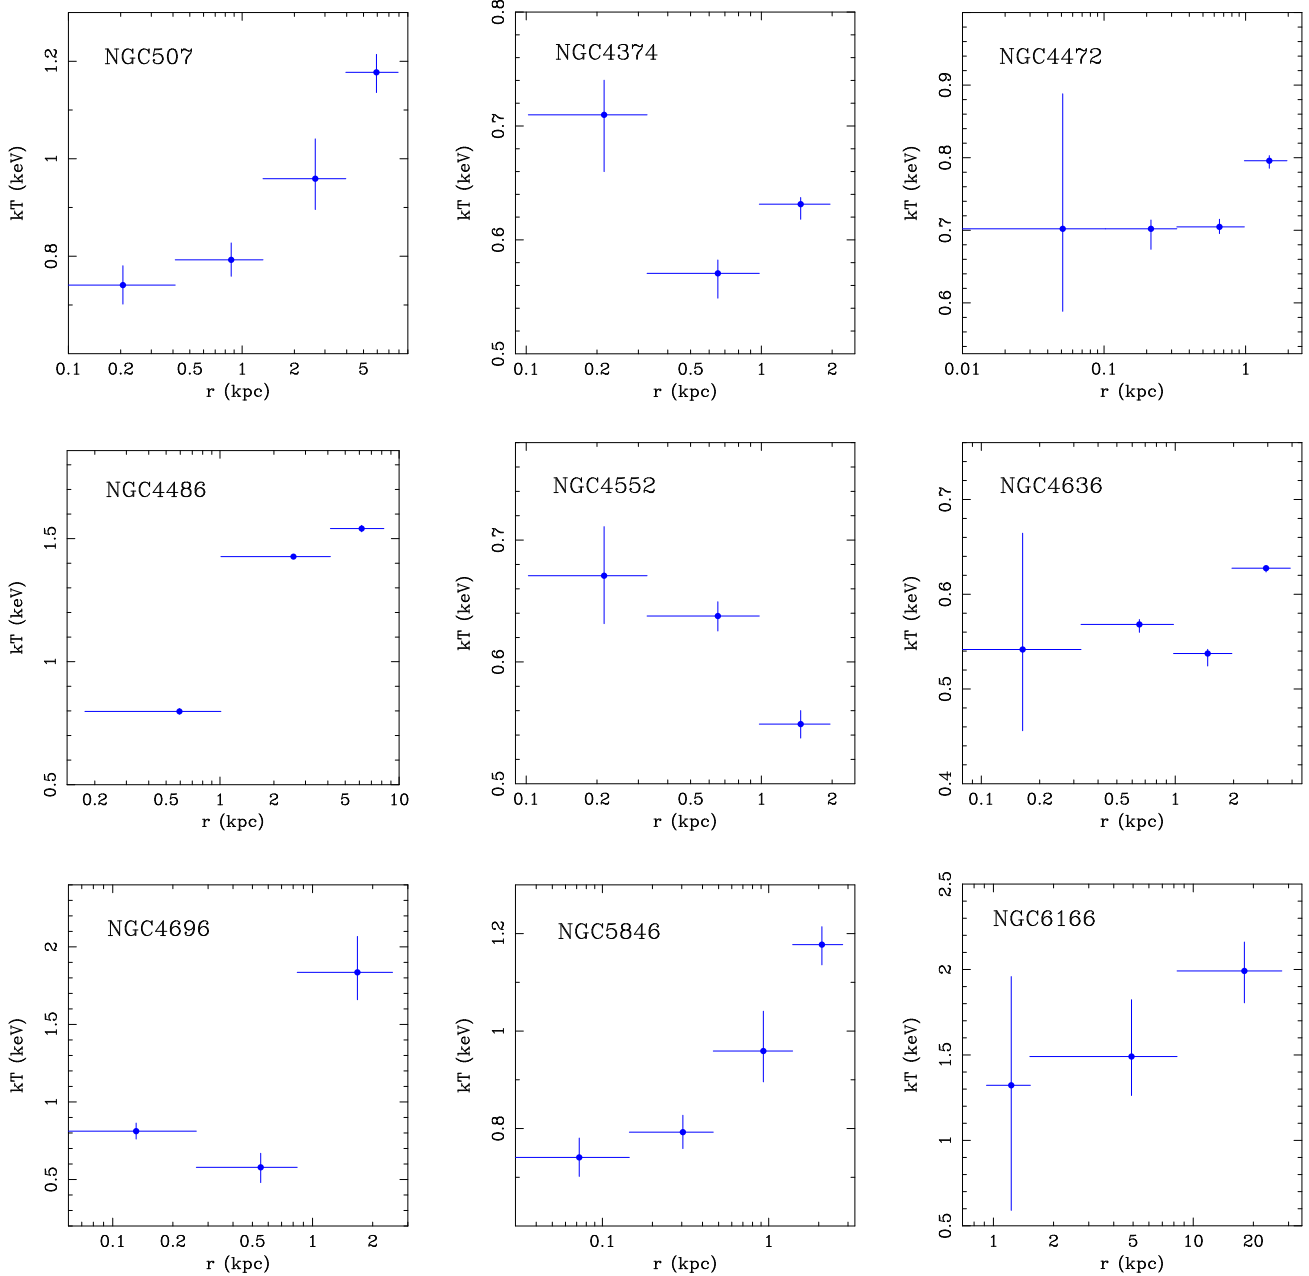 NGC507
kT (keV)
0.8 1 1.2
0.1 0.2 0.5 1 2 5
r (kpc)
NGC4374
kT (keV)
0.5 0.6 0.7 0.8
0.2 0.5 1 2
r (kpc)
NGC4472
kT (keV)
0.6 0.7 0.8 0.9
0.01 0.1 1
r (kpc)
NGC4486
kT (keV)
0.5 1 1.5
0.2 0.5 1 2 5 10
r (kpc)
NGC4552
kT (keV)
0.5 0.6 0.7
0.2 0.5 1 2
r (kpc)
NGC4636
kT (keV)
0.4 0.5 0.6 0.7
0.1 0.2 0.5 1 2
r (kpc)
NGC4696
kT (keV)
0.5 1 1.5 2
0.1 0.2 0.5 1 2
r (kpc)
NGC5846
kT (keV)
0.8 1 1.2
0.1 1
r (kpc)
NGC6166
kT (keV)
0.5 1 1.5 2 2.5
1 2 5 10 20
r (kpc)